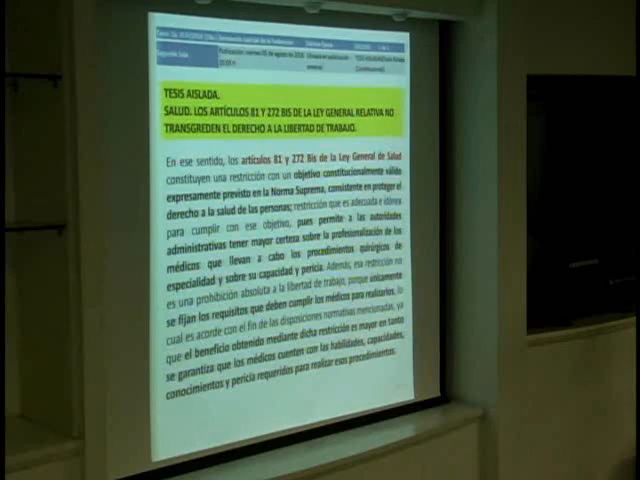 Segunda Sala
TESIS AISLADA.
SALUD. LOS ARTÍCULOS 81 Y 272 BIS DE LA LEY GENERAL RELATIVA NO
TRANSGREDEN EL DERECHO A LA LIBERTAD DE TRABAJO.
En ese sentido, los artículos 81 y 272 Bis de la Ley General de Salud
constituyen una restricción con un objetivo constitucionalmente válido
expresamente previsto en la Norma Suprema, consistente en proteger el
derecho a la salud de las personas; restricción que es adecuada e idónea
para cumplir con ese objetivo, pues permite a las autoridades
administrativas tener mayor certeza sobre la profesionalización de los
médicos que llevan a cabo los procedimientos quirúrgicos de
especialidad y sobre su capacidad y pericia. Además, esa restricción no
es una prohibición absoluta a la libertad de trabajo, porque únicamente
se fijan los requisitos que deben cumplir los médicos para realizarlos, lo
cual es acorde con el fin de las disposiciones normativas mencionadas, ya
que el beneficio obtenido mediante dicha restricción es mayor en tanto
se garantiza que los médicos cuenten con las habilidades, capacidades,
conocimientos y pericia requeridos para realizar esos procedimientos.